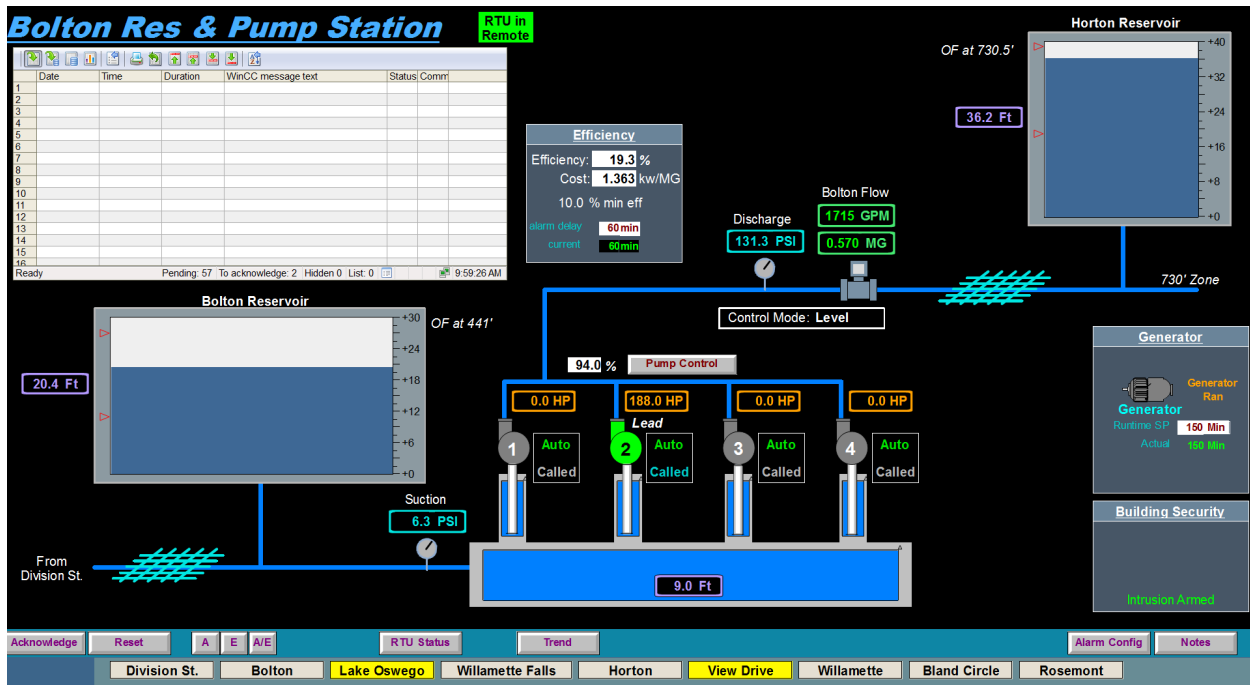 Bolton Res & Pump Station
RTU in
Remote
Date Time Duration WinCC message text Status Comm
1
2
3
4
5
6
7
8
9
10
11
12
13
14
15
16
Ready Pending: 57 To acknowledge: 2 Hidden 0 List: 0 9:59:26 AM
Efficiency
Efficiency: 19.3 %
Cost: 1.363 kw/MG
10.0 % min eff
alarm delay 60min
current 60min
Horton Reservoir
OF at 730.5'
36.2 Ft
+40
+32
+24
+16
+8
+0
Bolton Flow
1715 GPM
0.570 MG
Discharge
131.3 PSI
730' Zone
Control Mode: Level
Bolton Reservoir
OF at 441'
20.4 Ft
+30
+24
+18
+12
+6
+0
94.0 % Pump Control
0.0 HP 188.0 HP 0.0 HP 0.0 HP
Lead
1 Auto Called
2 Auto Called
3 Auto Called
4 Auto Called
Suction
6.3 PSI
From
Division St.
9.0 Ft
Generator
Generator
Ran
Generator
Runtime SP 150 Min
Actual 150 Min
Building Security
Intrusion Armed
Acknowledge Reset A E A/E RTU Status Trend Alarm Config Notes
Division St. Bolton Lake Oswego Willamette Falls Horton View Drive Willamette Bland Circle Rosemont